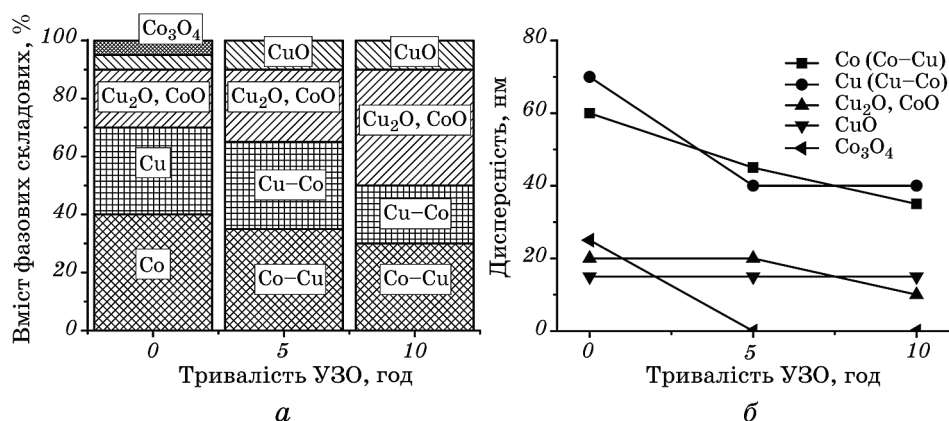 Вміст фазових складових, %
100
80
60
40
20
0
Co₃O₄
Cu₂O, CoO
Cu
Co
CuO
Cu₂O, CoO
Cu–Co
Co–Cu
CuO
Cu₂O, CoO
Cu–Co
Co–Cu
0
5
10
Тривалість УЗО, год
а
Дисперсність, нм
80
60
40
20
0
Co (Co–Cu)
Cu (Cu–Co)
Cu₂O, CoO
CuO
Co₃O₄
0
5
10
Тривалість УЗО, год
б